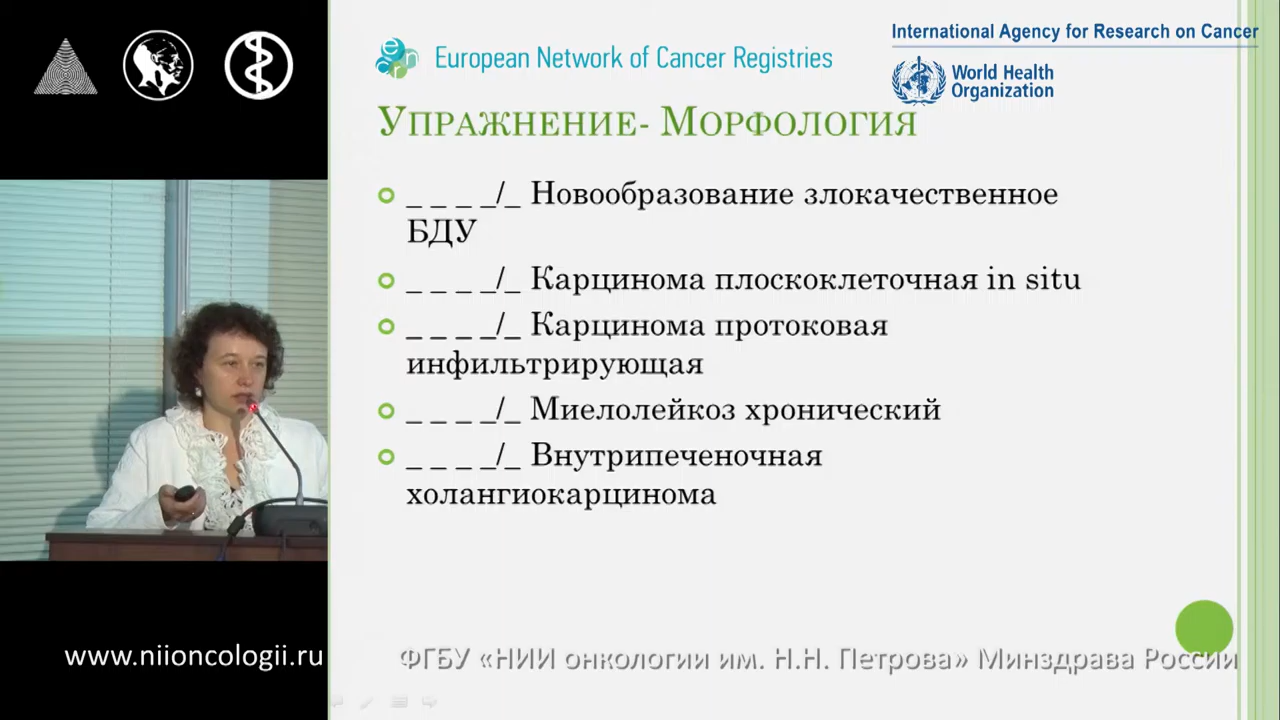 International Agency for Research on Cancer
European Network of Cancer Registries
World Health
Organization
Упражнение- Морфология
_ _ _ _/_ Новообразование злокачественное
БДУ
_ _ _ _/_ Карцинома плоскоклеточная in situ
_ _ _ _/_ Карцинома протоковая
инфильтрирующая
_ _ _ _/_ Миелолейкоз хронический
_ _ _ _/_ Внутрипеченочная
холангиокарцинома
www.niioncologii.ru
ФГБУ «НИИ онкологии им. Н.Н. Петрова» Минздрава России